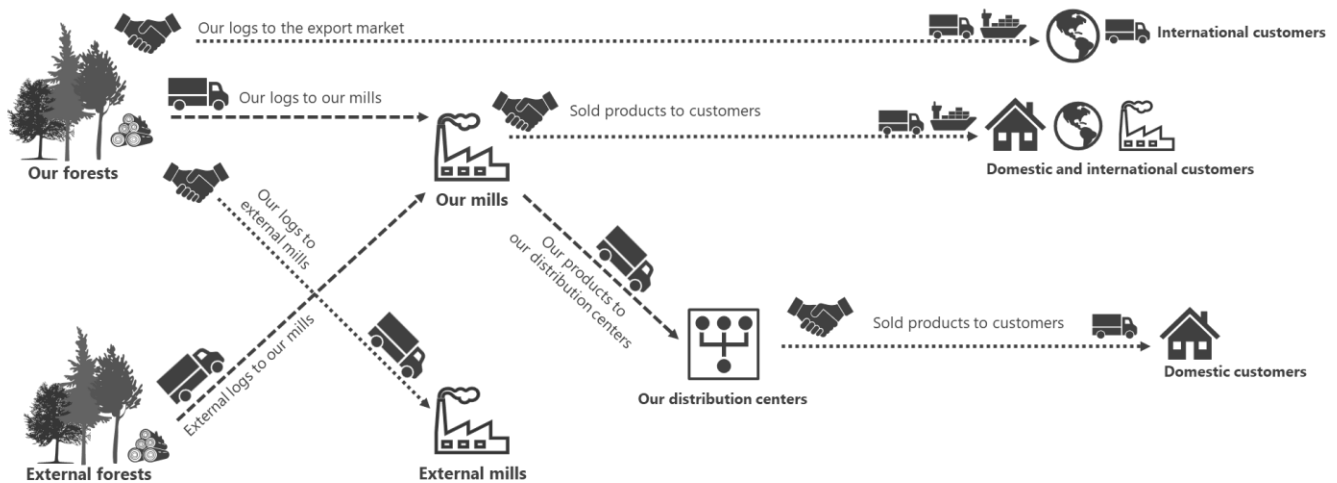 Our logs to the export market
International customers
Our logs to our mills
Sold products to customers
Our forests
Domestic and international customers
Our mills
Our logs to
external mills
Our products to
our distribution centers
External logs to our mills
Sold products to customers
Domestic customers
Our distribution centers
External forests
External mills